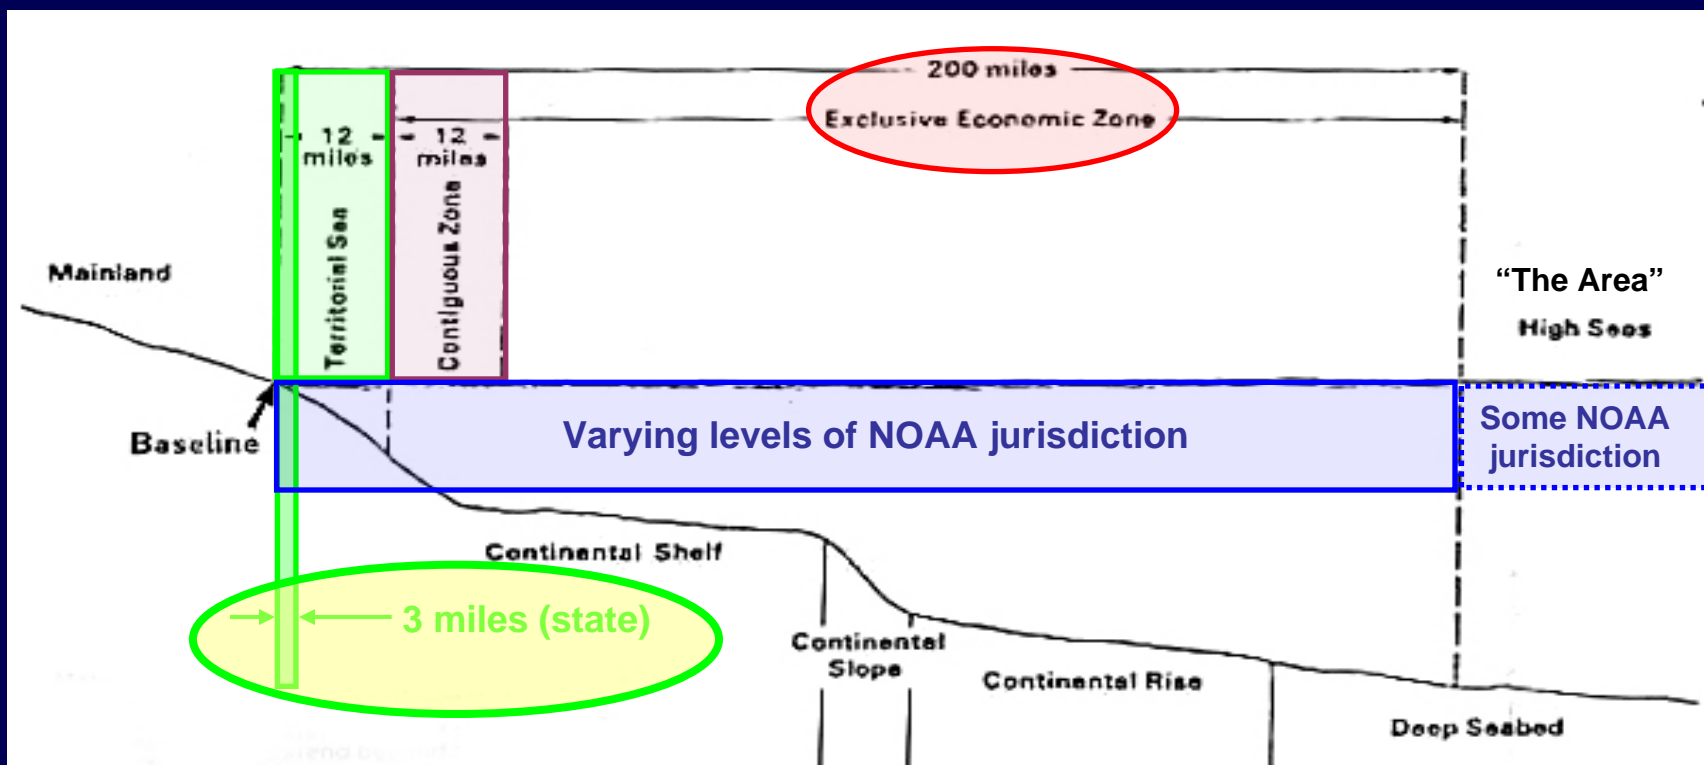 200 miles
Exclusive Economic Zone
12
miles
12
miles
Territorial Sea
Contiguous Zone
Mainland
“The Area”
High Seas
Baseline
Varying levels of NOAA jurisdiction
Some NOAA
jurisdiction
Continental Shelf
3 miles (state)
Continental
Slope
Continental Rise
Deep Seabed